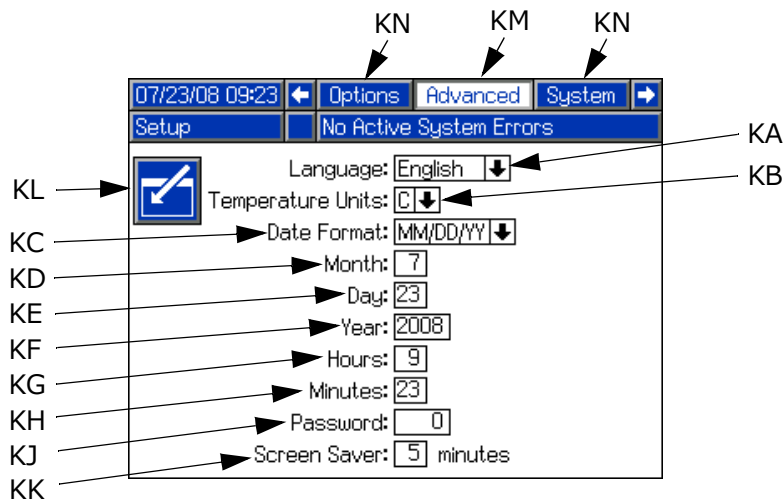 KN KM KN
07/23/08 09:23 Options Advanced System
Setup No Active System Errors
KA
Language: English
KL
KB
Temperature Units: C
KC
Date Format: MM/DD/YY
KD
Month: 7
KE
Day: 23
KF
Year: 2008
KG
Hours: 9
KH
Minutes: 23
KJ
Password: 0
KK
Screen Saver: 5 minutes